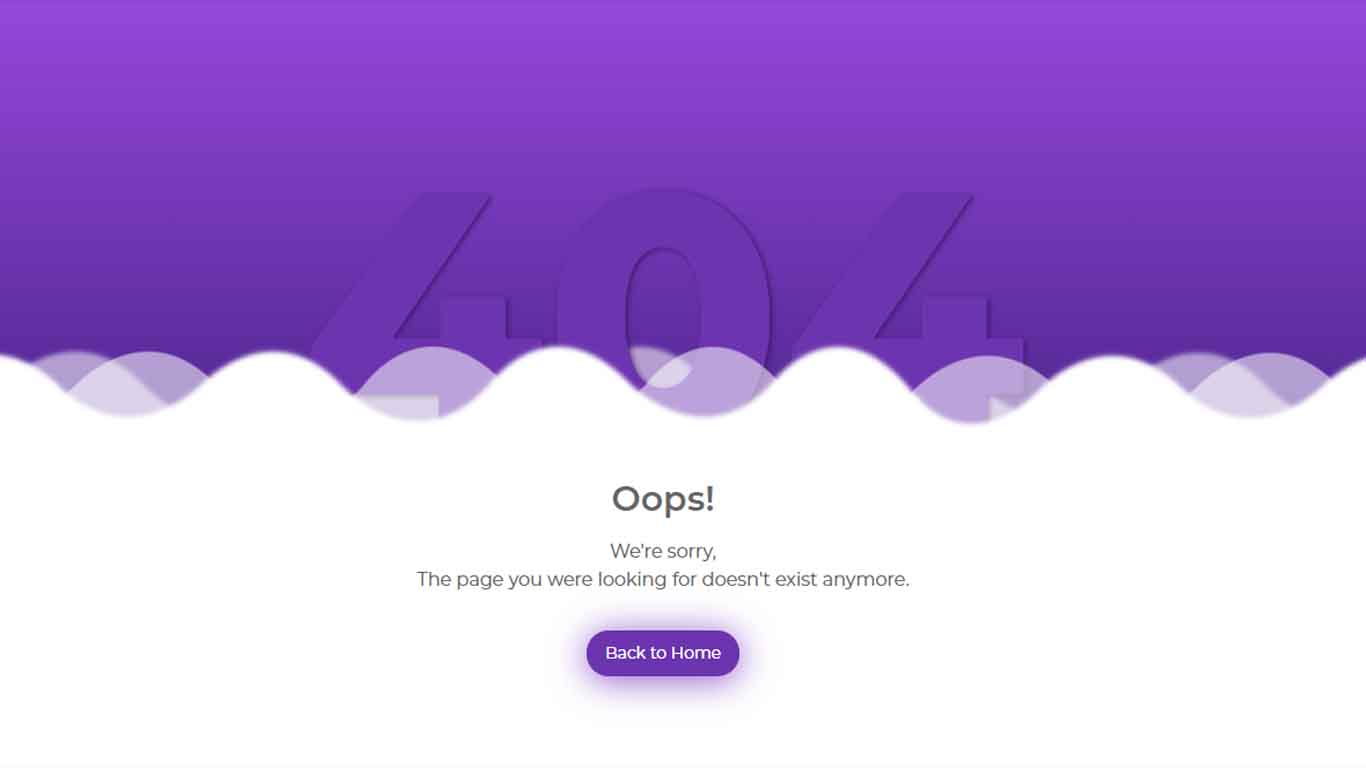 404
Oops!
We're sorry,
The page you were looking for doesn't exist anymore.
Back to Home